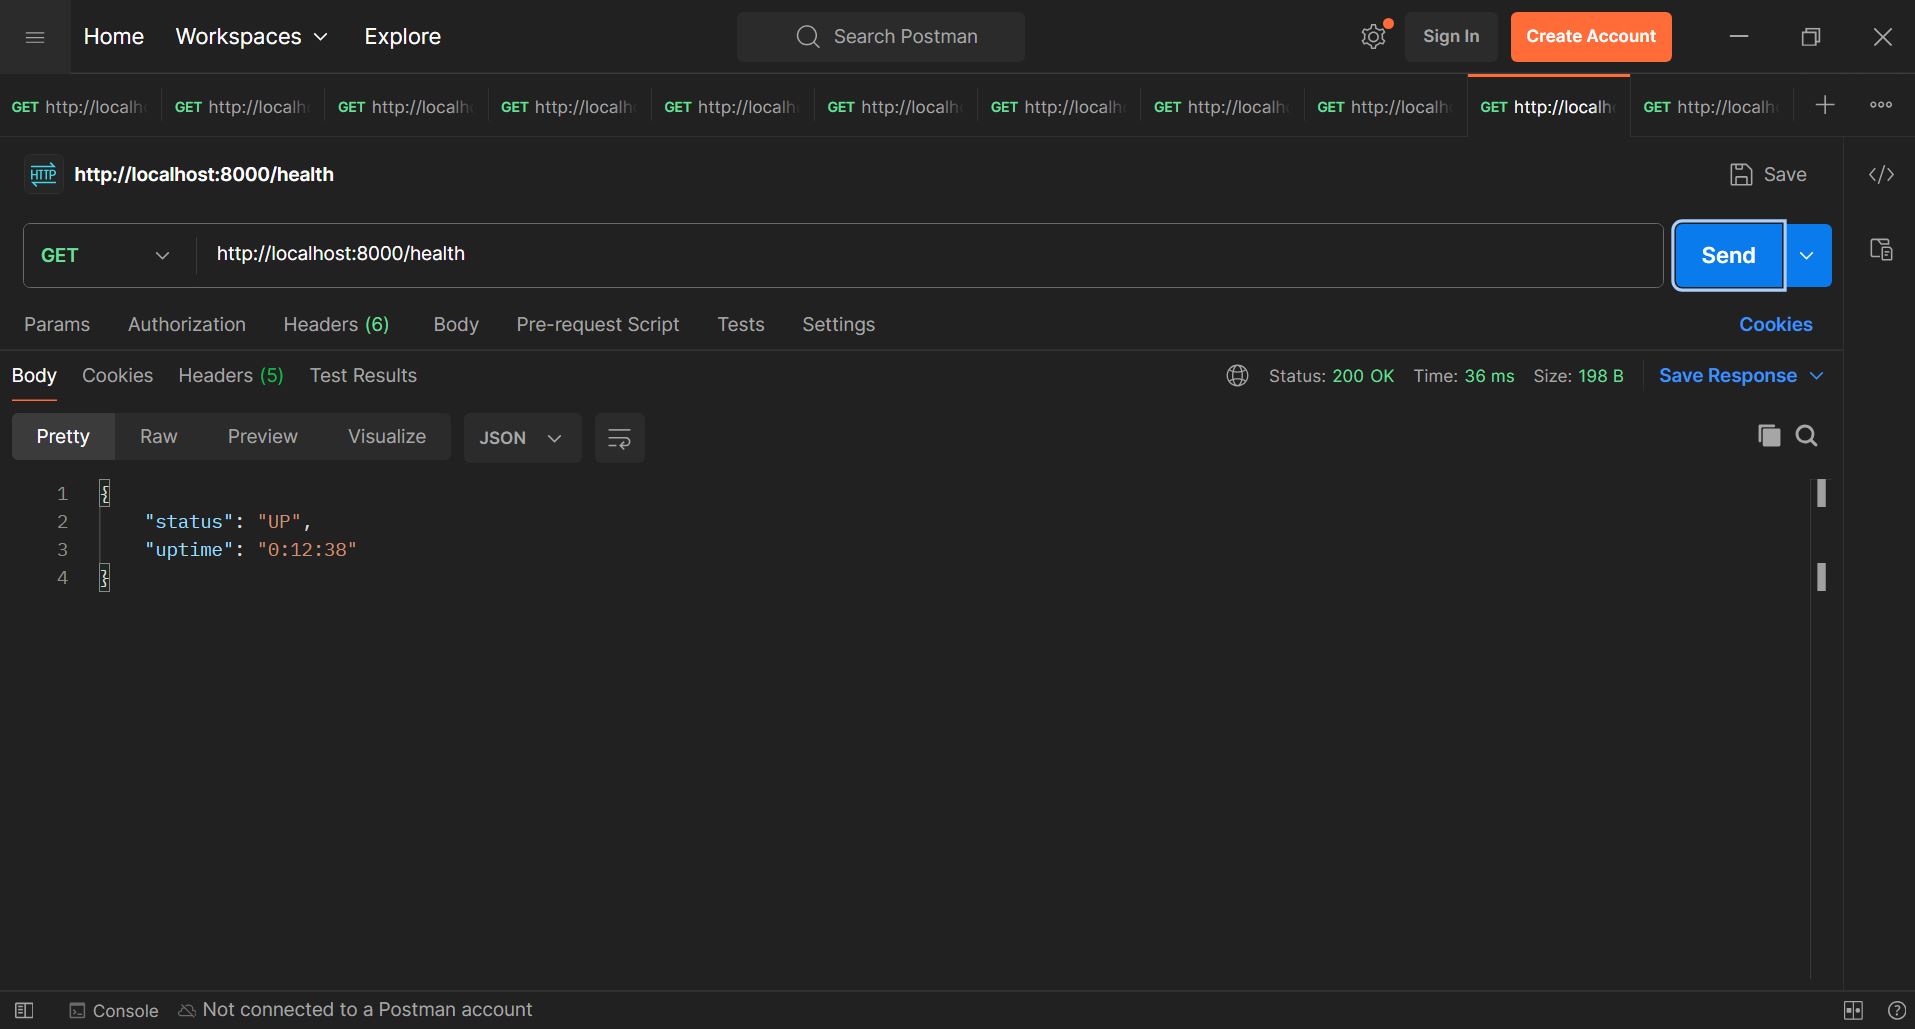 Home Workspaces Explore Search Postman Sign In Create Account
GET http://localh GET http://localh GET http://localh GET http://localh GET http://localh GET http://localh GET http://localh GET http://localh GET http://localh GET http://localh GET http://localh
HTTP http://localhost:8000/health Save </>
GET http://localhost:8000/health Send
Params Authorization Headers (6) Body Pre-request Script Tests Settings Cookies
Body Cookies Headers (5) Test Results Status: 200 OK Time: 36 ms Size: 198 B Save Response
Pretty Raw Preview Visualize JSON
1 {
2 "status": "UP",
3 "uptime": "0:12:38"
4 }
Console Not connected to a Postman account